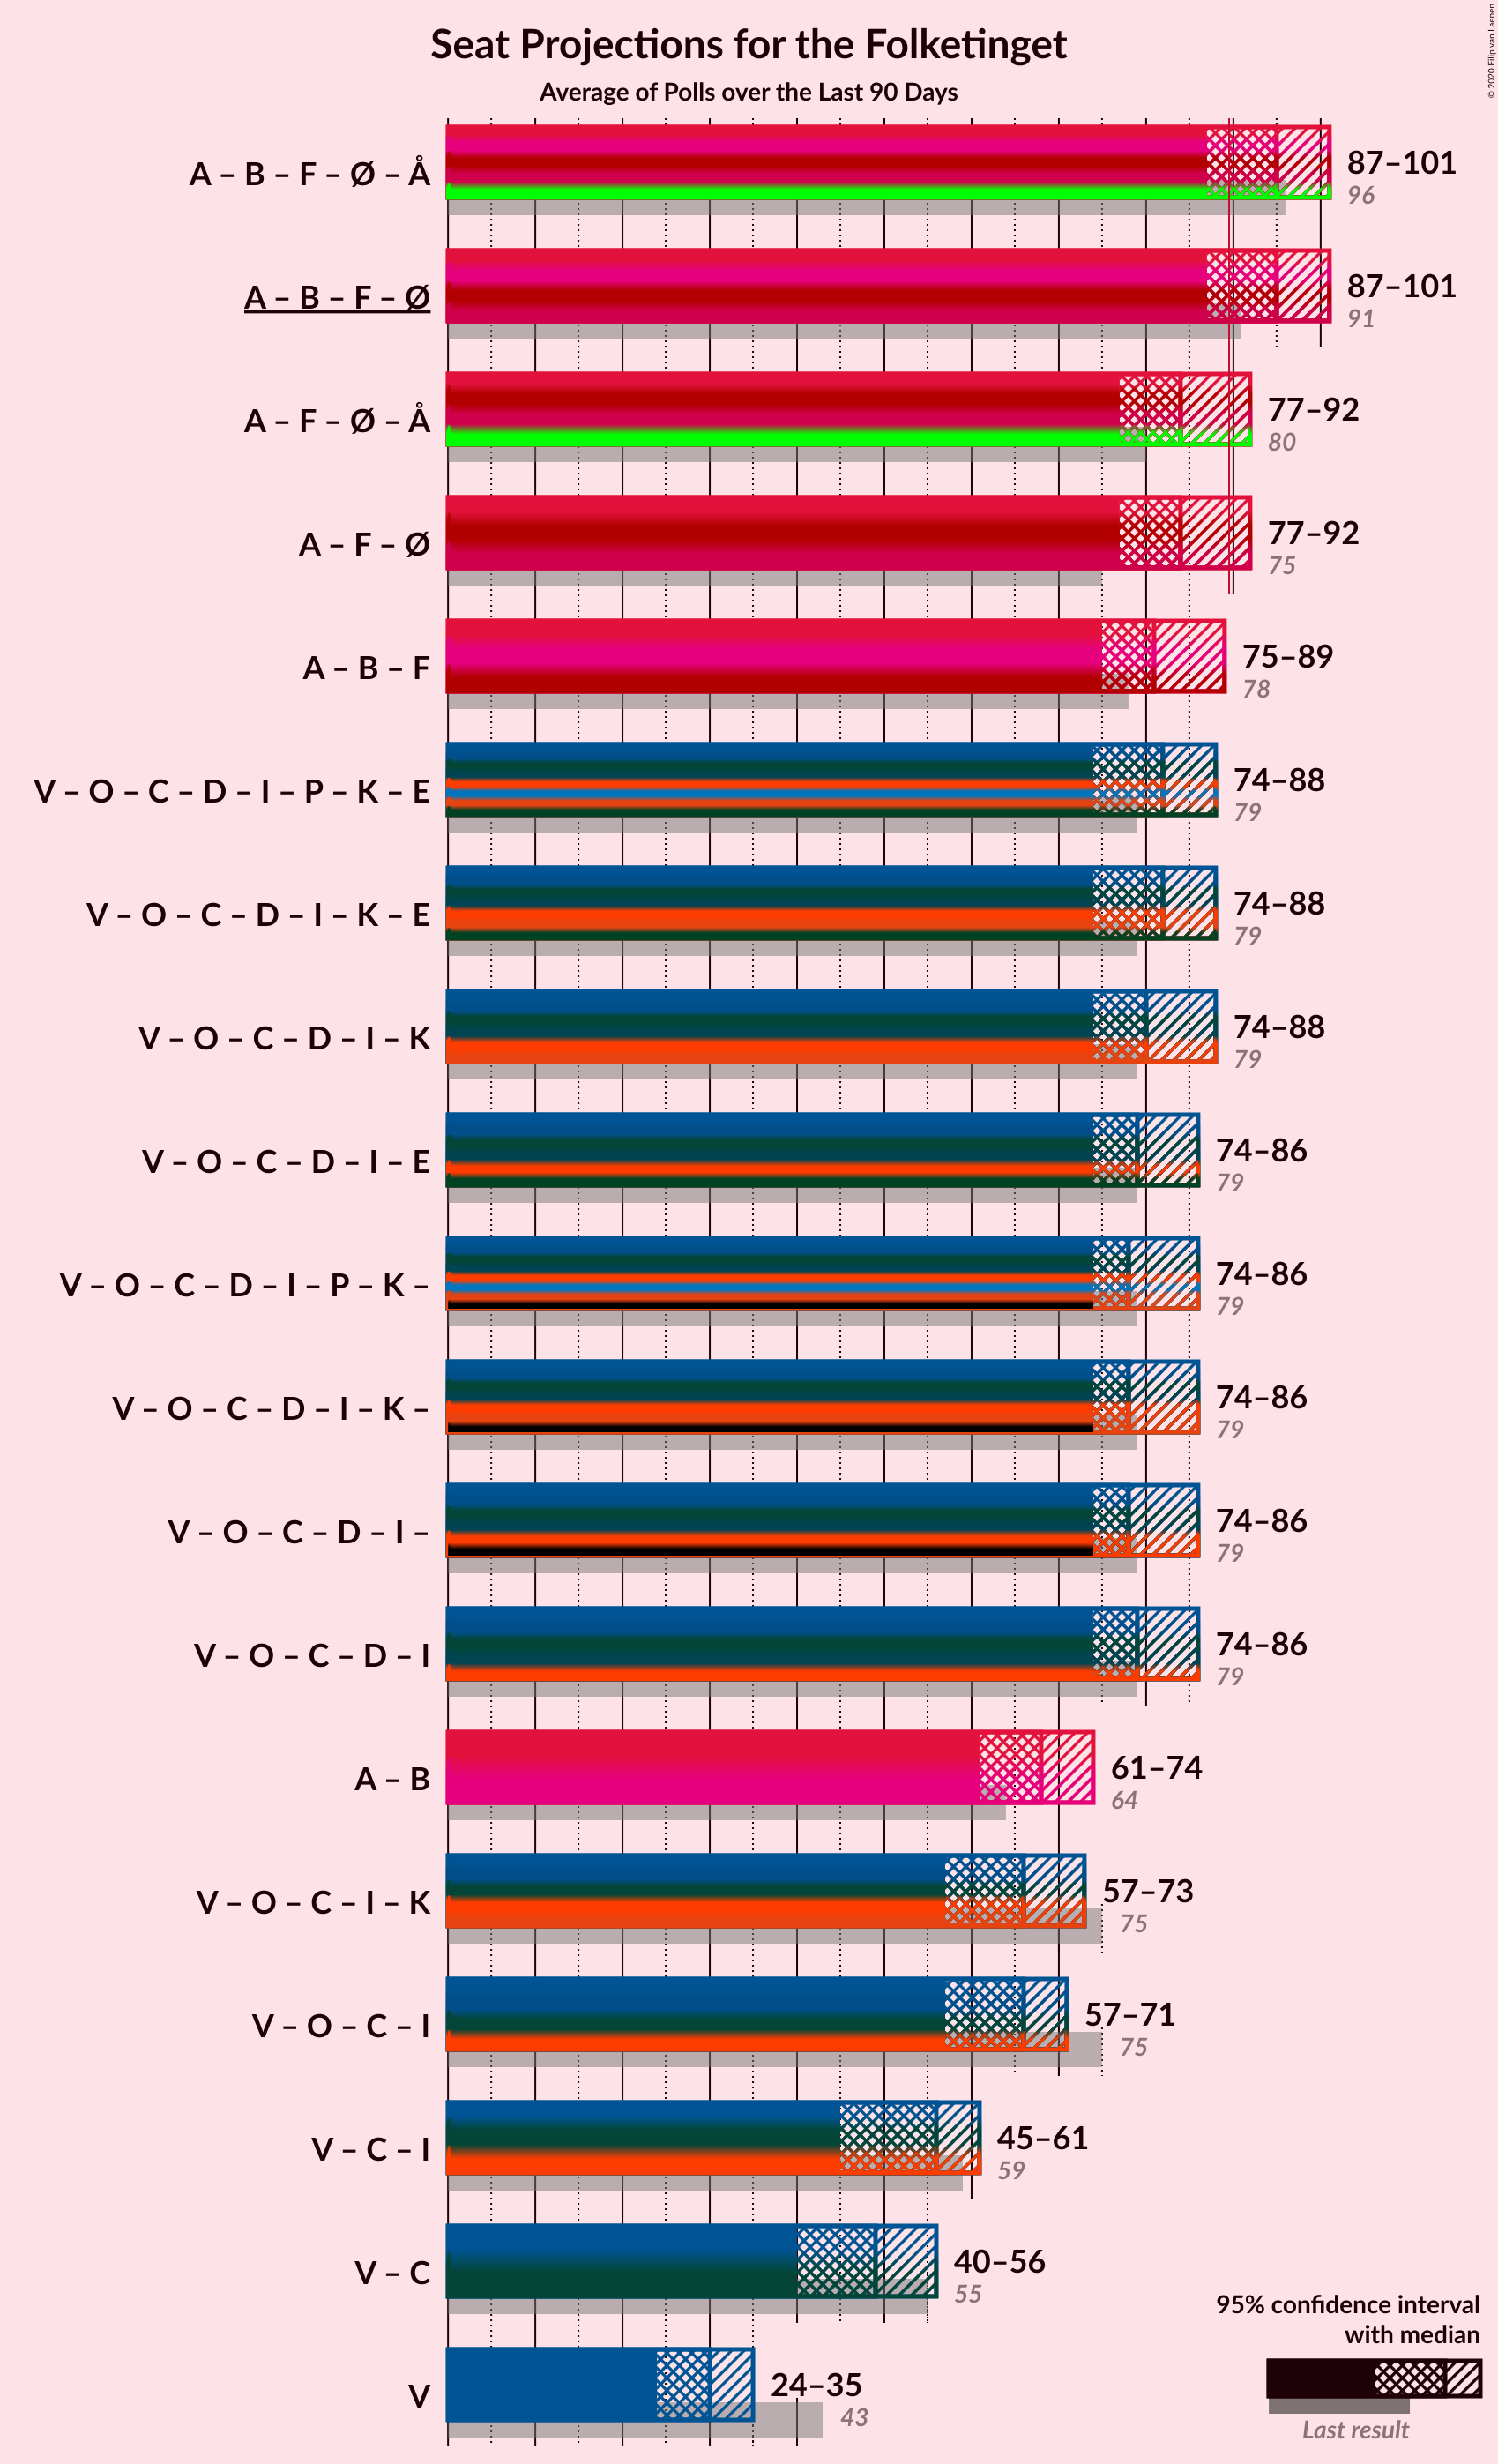 Seat Projections for the Folketinget
Average of Polls over the Last 90 Days
© 2020 Filip van Laenen
A – B – F – Ø – Å
87–101
96
A – B – F – Ø
87–101
91
A – F – Ø – Å
77–92
80
A – F – Ø
77–92
75
A – B – F
75–89
78
V – O – C – D – I – P – K – E
74–88
79
V – O – C – D – I – K – E
74–88
79
V – O – C – D – I – K
74–88
79
V – O – C – D – I – E
74–86
79
V – O – C – D – I – P – K –
74–86
79
V – O – C – D – I – K –
74–86
79
V – O – C – D – I –
74–86
79
V – O – C – D – I
74–86
79
A – B
61–74
64
V – O – C – I – K
57–73
75
V – O – C – I
57–71
75
V – C – I
45–61
59
V – C
40–56
55
V
24–35
43
95% confidence interval
with median
Last result